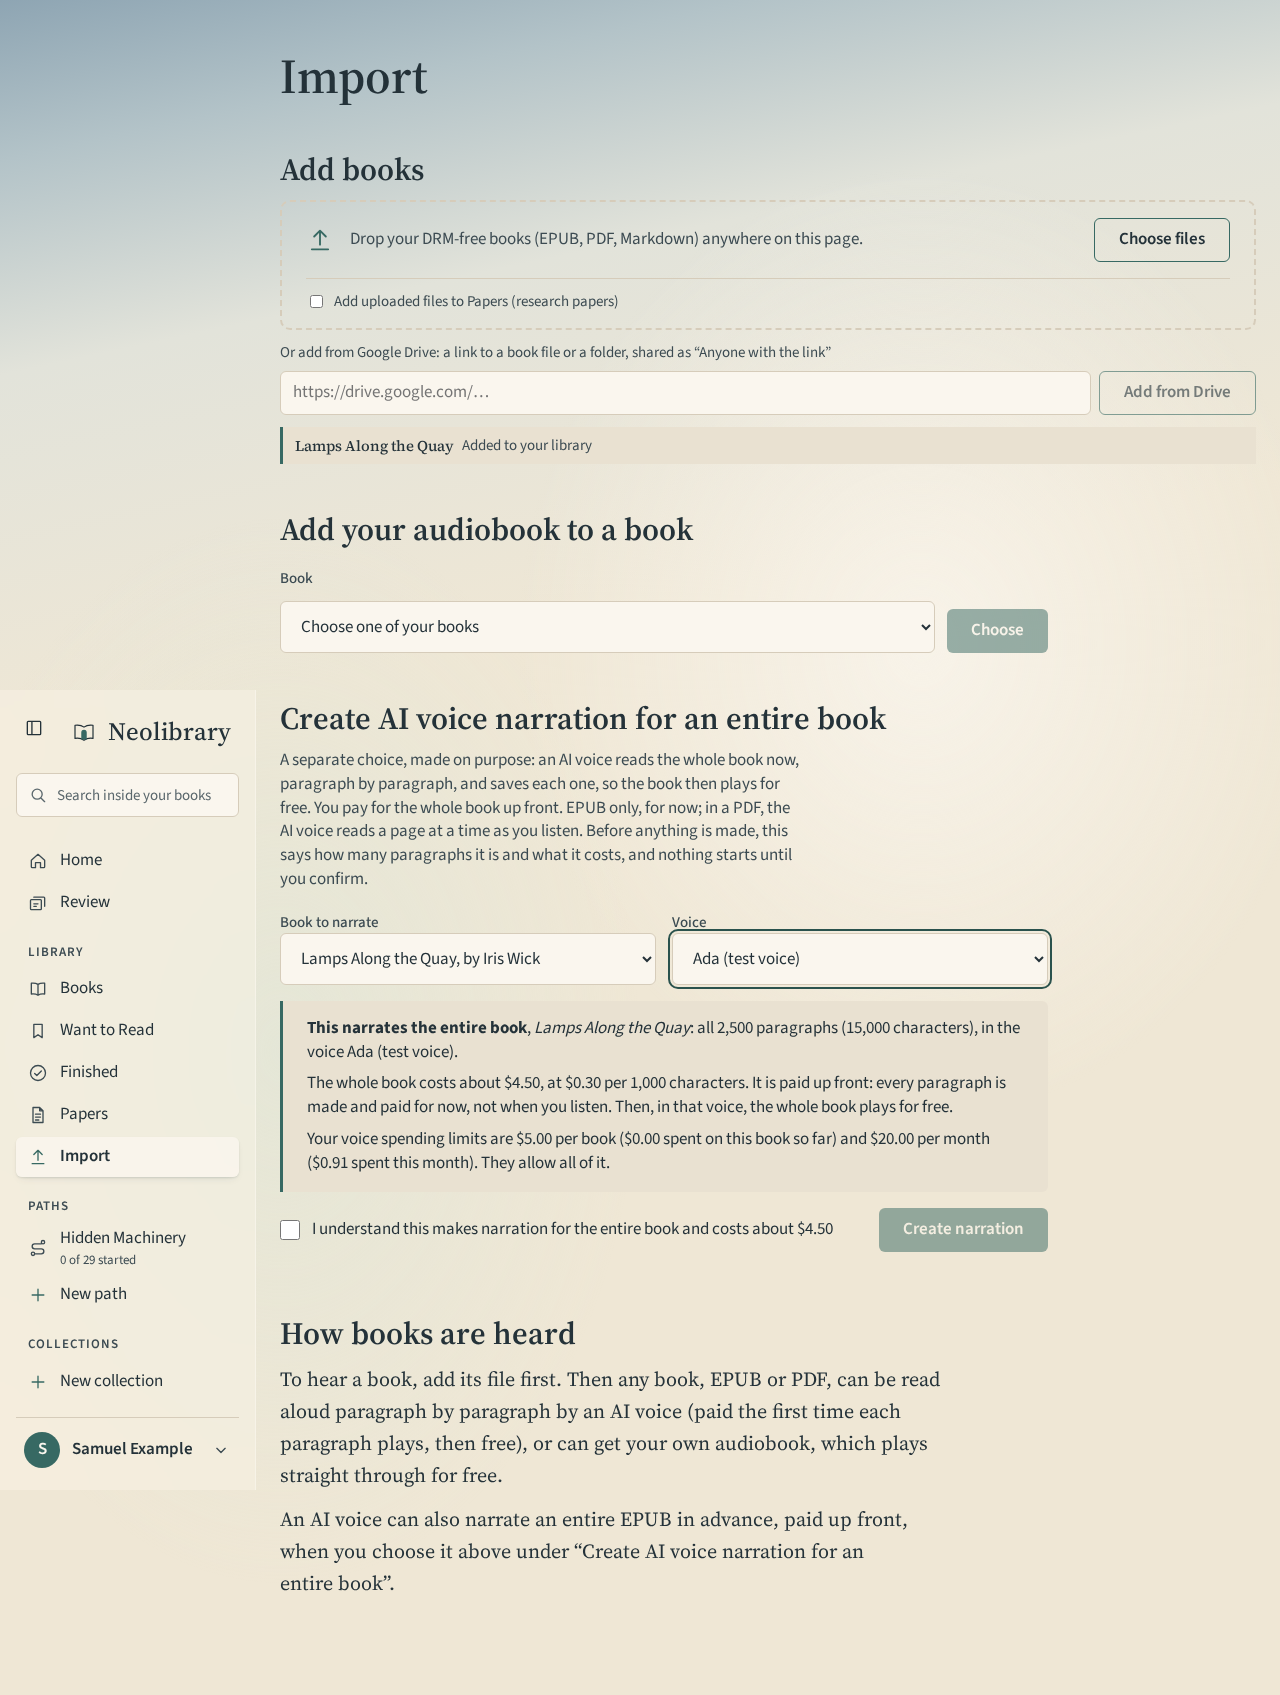 Import
Add books
Drop your DRM-free books (EPUB, PDF, Markdown) anywhere on this page.
Choose files
Add uploaded files to Papers (research papers)
Or add from Google Drive: a link to a book file or a folder, shared as “Anyone with the link”
https://drive.google.com/…
Add from Drive
Lamps Along the Quay Added to your library
Add your audiobook to a book
Book
Choose one of your books
Choose
Neolibrary
Search inside your books
Home
Review
LIBRARY
Books
Want to Read
Finished
Papers
Import
PATHS
Hidden Machinery
0 of 29 started
New path
COLLECTIONS
New collection
S
Samuel Example
Create AI voice narration for an entire book
A separate choice, made on purpose: an AI voice reads the whole book now,
paragraph by paragraph, and saves each one, so the book then plays for
free. You pay for the whole book up front. EPUB only, for now; in a PDF, the
AI voice reads a page at a time as you listen. Before anything is made, this
says how many paragraphs it is and what it costs, and nothing starts until
you confirm.
Book to narrate
Lamps Along the Quay, by Iris Wick
Voice
Ada (test voice)
This narrates the entire book, Lamps Along the Quay: all 2,500 paragraphs (15,000 characters), in the
voice Ada (test voice).
The whole book costs about $4.50, at $0.30 per 1,000 characters. It is paid up front: every paragraph is
made and paid for now, not when you listen. Then, in that voice, the whole book plays for free.
Your voice spending limits are $5.00 per book ($0.00 spent on this book so far) and $20.00 per month
($0.91 spent this month). They allow all of it.
I understand this makes narration for the entire book and costs about $4.50
Create narration
How books are heard
To hear a book, add its file first. Then any book, EPUB or PDF, can be read
aloud paragraph by paragraph by an AI voice (paid the first time each
paragraph plays, then free), or can get your own audiobook, which plays
straight through for free.
An AI voice can also narrate an entire EPUB in advance, paid up front,
when you choose it above under “Create AI voice narration for an
entire book”.